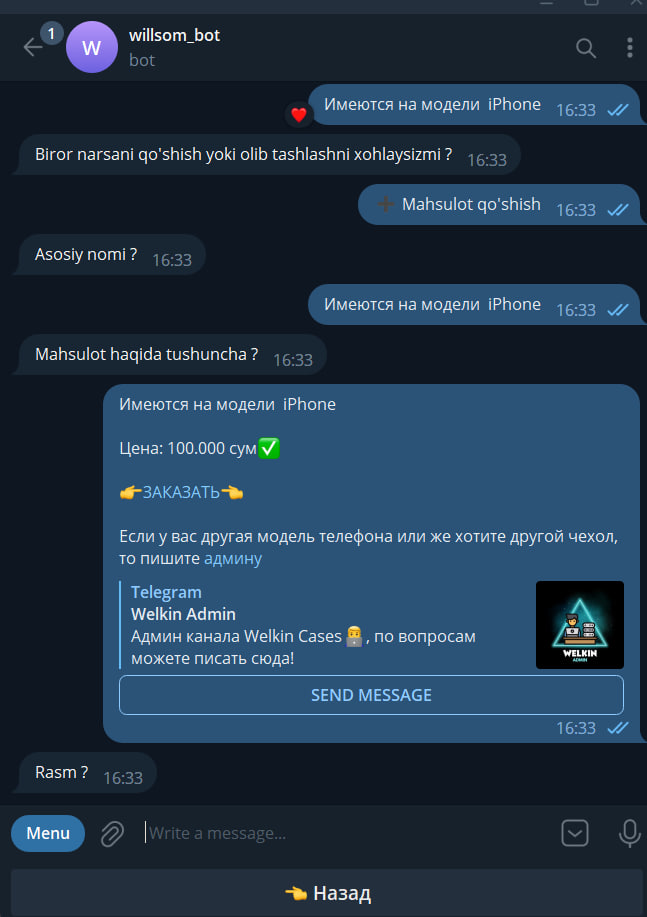 1
W
willsom_bot
bot
Имеются на модели iPhone 16:33
Biror narsani qo'shish yoki olib tashlashni xohlaysizmi ? 16:33
➕ Mahsulot qo'shish 16:33
Asosiy nomi ? 16:33
Имеются на модели iPhone 16:33
Mahsulot haqida tushuncha ? 16:33
Имеются на модели iPhone
Цена: 100.000 сум✅
👉ЗАКАЗАТЬ👈
Если у вас другая модель телефона или же хотите другой чехол,
то пишите админу
Telegram
Welkin Admin
Админ канала Welkin Cases👨‍💻, по вопросам
можете писать сюда!
WELKIN
ADMIN
SEND MESSAGE
16:33
Rasm ? 16:33
Menu
Write a message...
👈 Назад